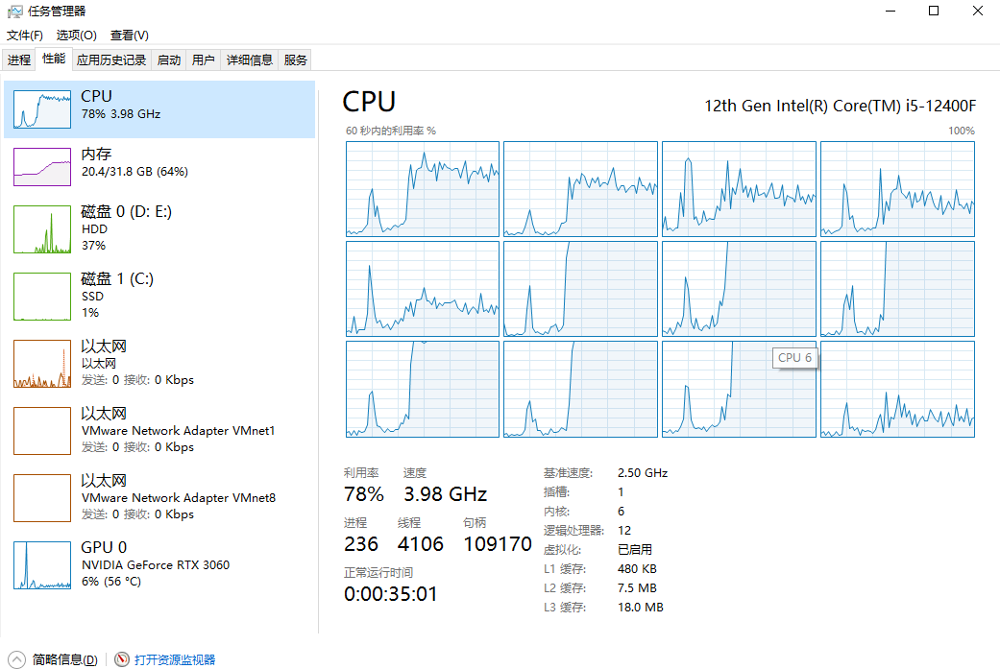 任务管理器
文件(F) 选项(O) 查看(V)
进程 性能 应用历史记录 启动 用户 详细信息 服务
CPU
78% 3.98 GHz
内存
20.4/31.8 GB (64%)
磁盘 0 (D: E:)
HDD
37%
磁盘 1 (C:)
SSD
1%
以太网
以太网
发送: 0 接收: 0 Kbps
以太网
VMware Network Adapter VMnet1
发送: 0 接收: 0 Kbps
以太网
VMware Network Adapter VMnet8
发送: 0 接收: 0 Kbps
GPU 0
NVIDIA GeForce RTX 3060
6% (56 °C)
CPU
12th Gen Intel(R) Core(TM) i5-12400F
60 秒内的利用率 %
100%
CPU 6
利用率 速度
78% 3.98 GHz
进程 线程 句柄
236 4106 109170
正常运行时间
0:00:35:01
基准速度: 2.50 GHz
插槽: 1
内核: 6
逻辑处理器: 12
虚拟化: 已启用
L1 缓存: 480 KB
L2 缓存: 7.5 MB
L3 缓存: 18.0 MB
简略信息(D) 打开资源监视器